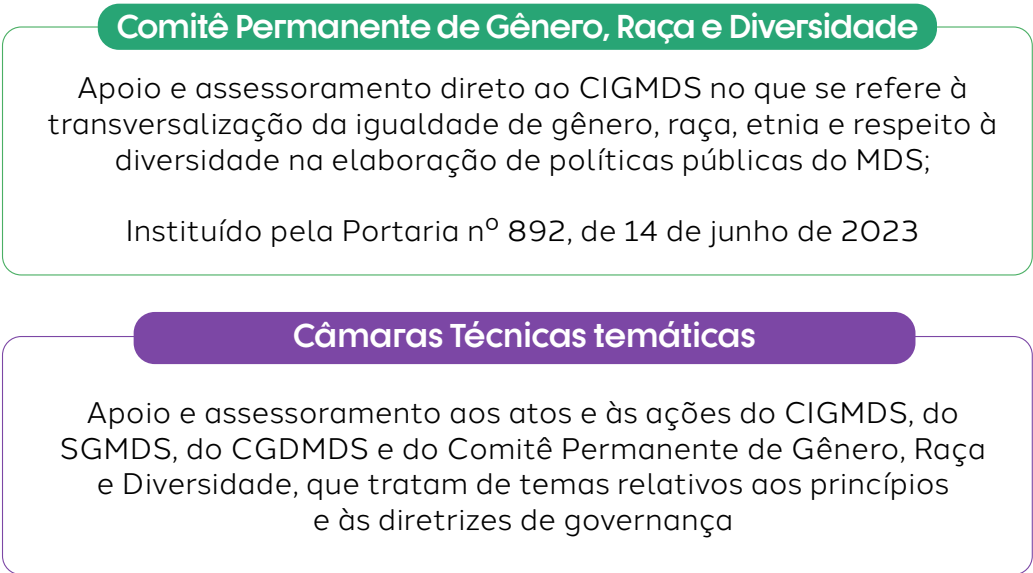 Comitê Permanente de Gênero, Raça e Diversidade
Apoio e assessoramento direto ao CIGMDS no que se refere à
transversalização da igualdade de gênero, raça, etnia e respeito à
diversidade na elaboração de políticas públicas do MDS;
Instituído pela Portaria nº 892, de 14 de junho de 2023
Câmaras Técnicas temáticas
Apoio e assessoramento aos atos e às ações do CIGMDS, do
SGMDS, do CGDMDS e do Comitê Permanente de Gênero, Raça
e Diversidade, que tratam de temas relativos aos princípios
e às diretrizes de governança